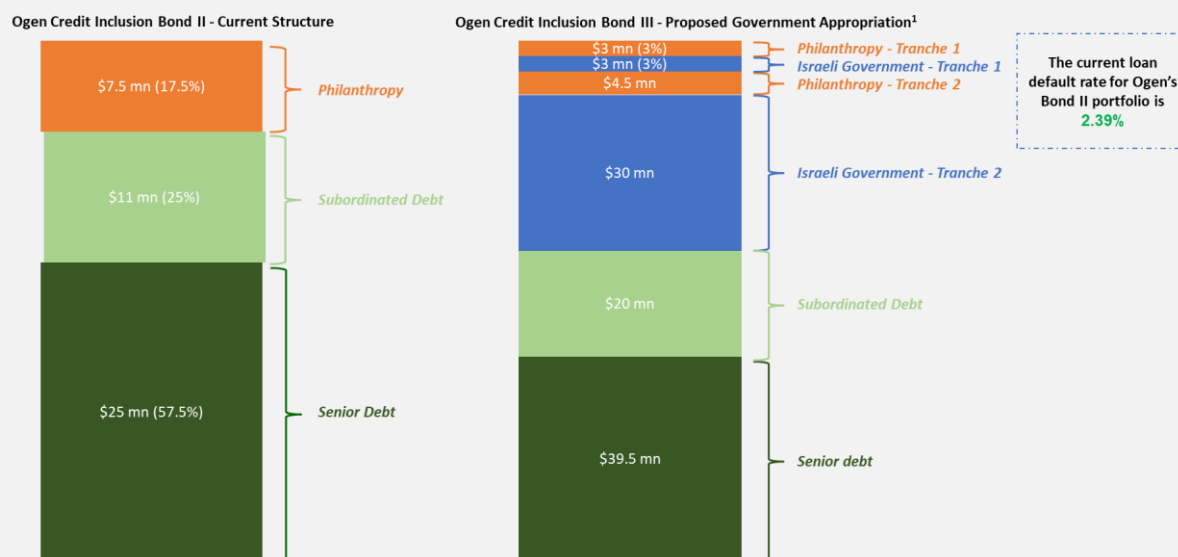 Ogen Credit Inclusion Bond II - Current Structure
$7.5 mn (17.5%)
Philanthropy
$11 mn (25%)
Subordinated Debt
$25 mn (57.5%)
Senior Debt
Ogen Credit Inclusion Bond III - Proposed Government Appropriation¹
$3 mn (3%)
Philanthropy - Tranche 1
$3 mn (3%)
Israeli Government - Tranche 1
$4.5 mn
Philanthropy - Tranche 2
$30 mn
Israeli Government - Tranche 2
$20 mn
Subordinated Debt
$39.5 mn
Senior debt
The current loan
default rate for Ogen's
Bond II portfolio is
2.39%